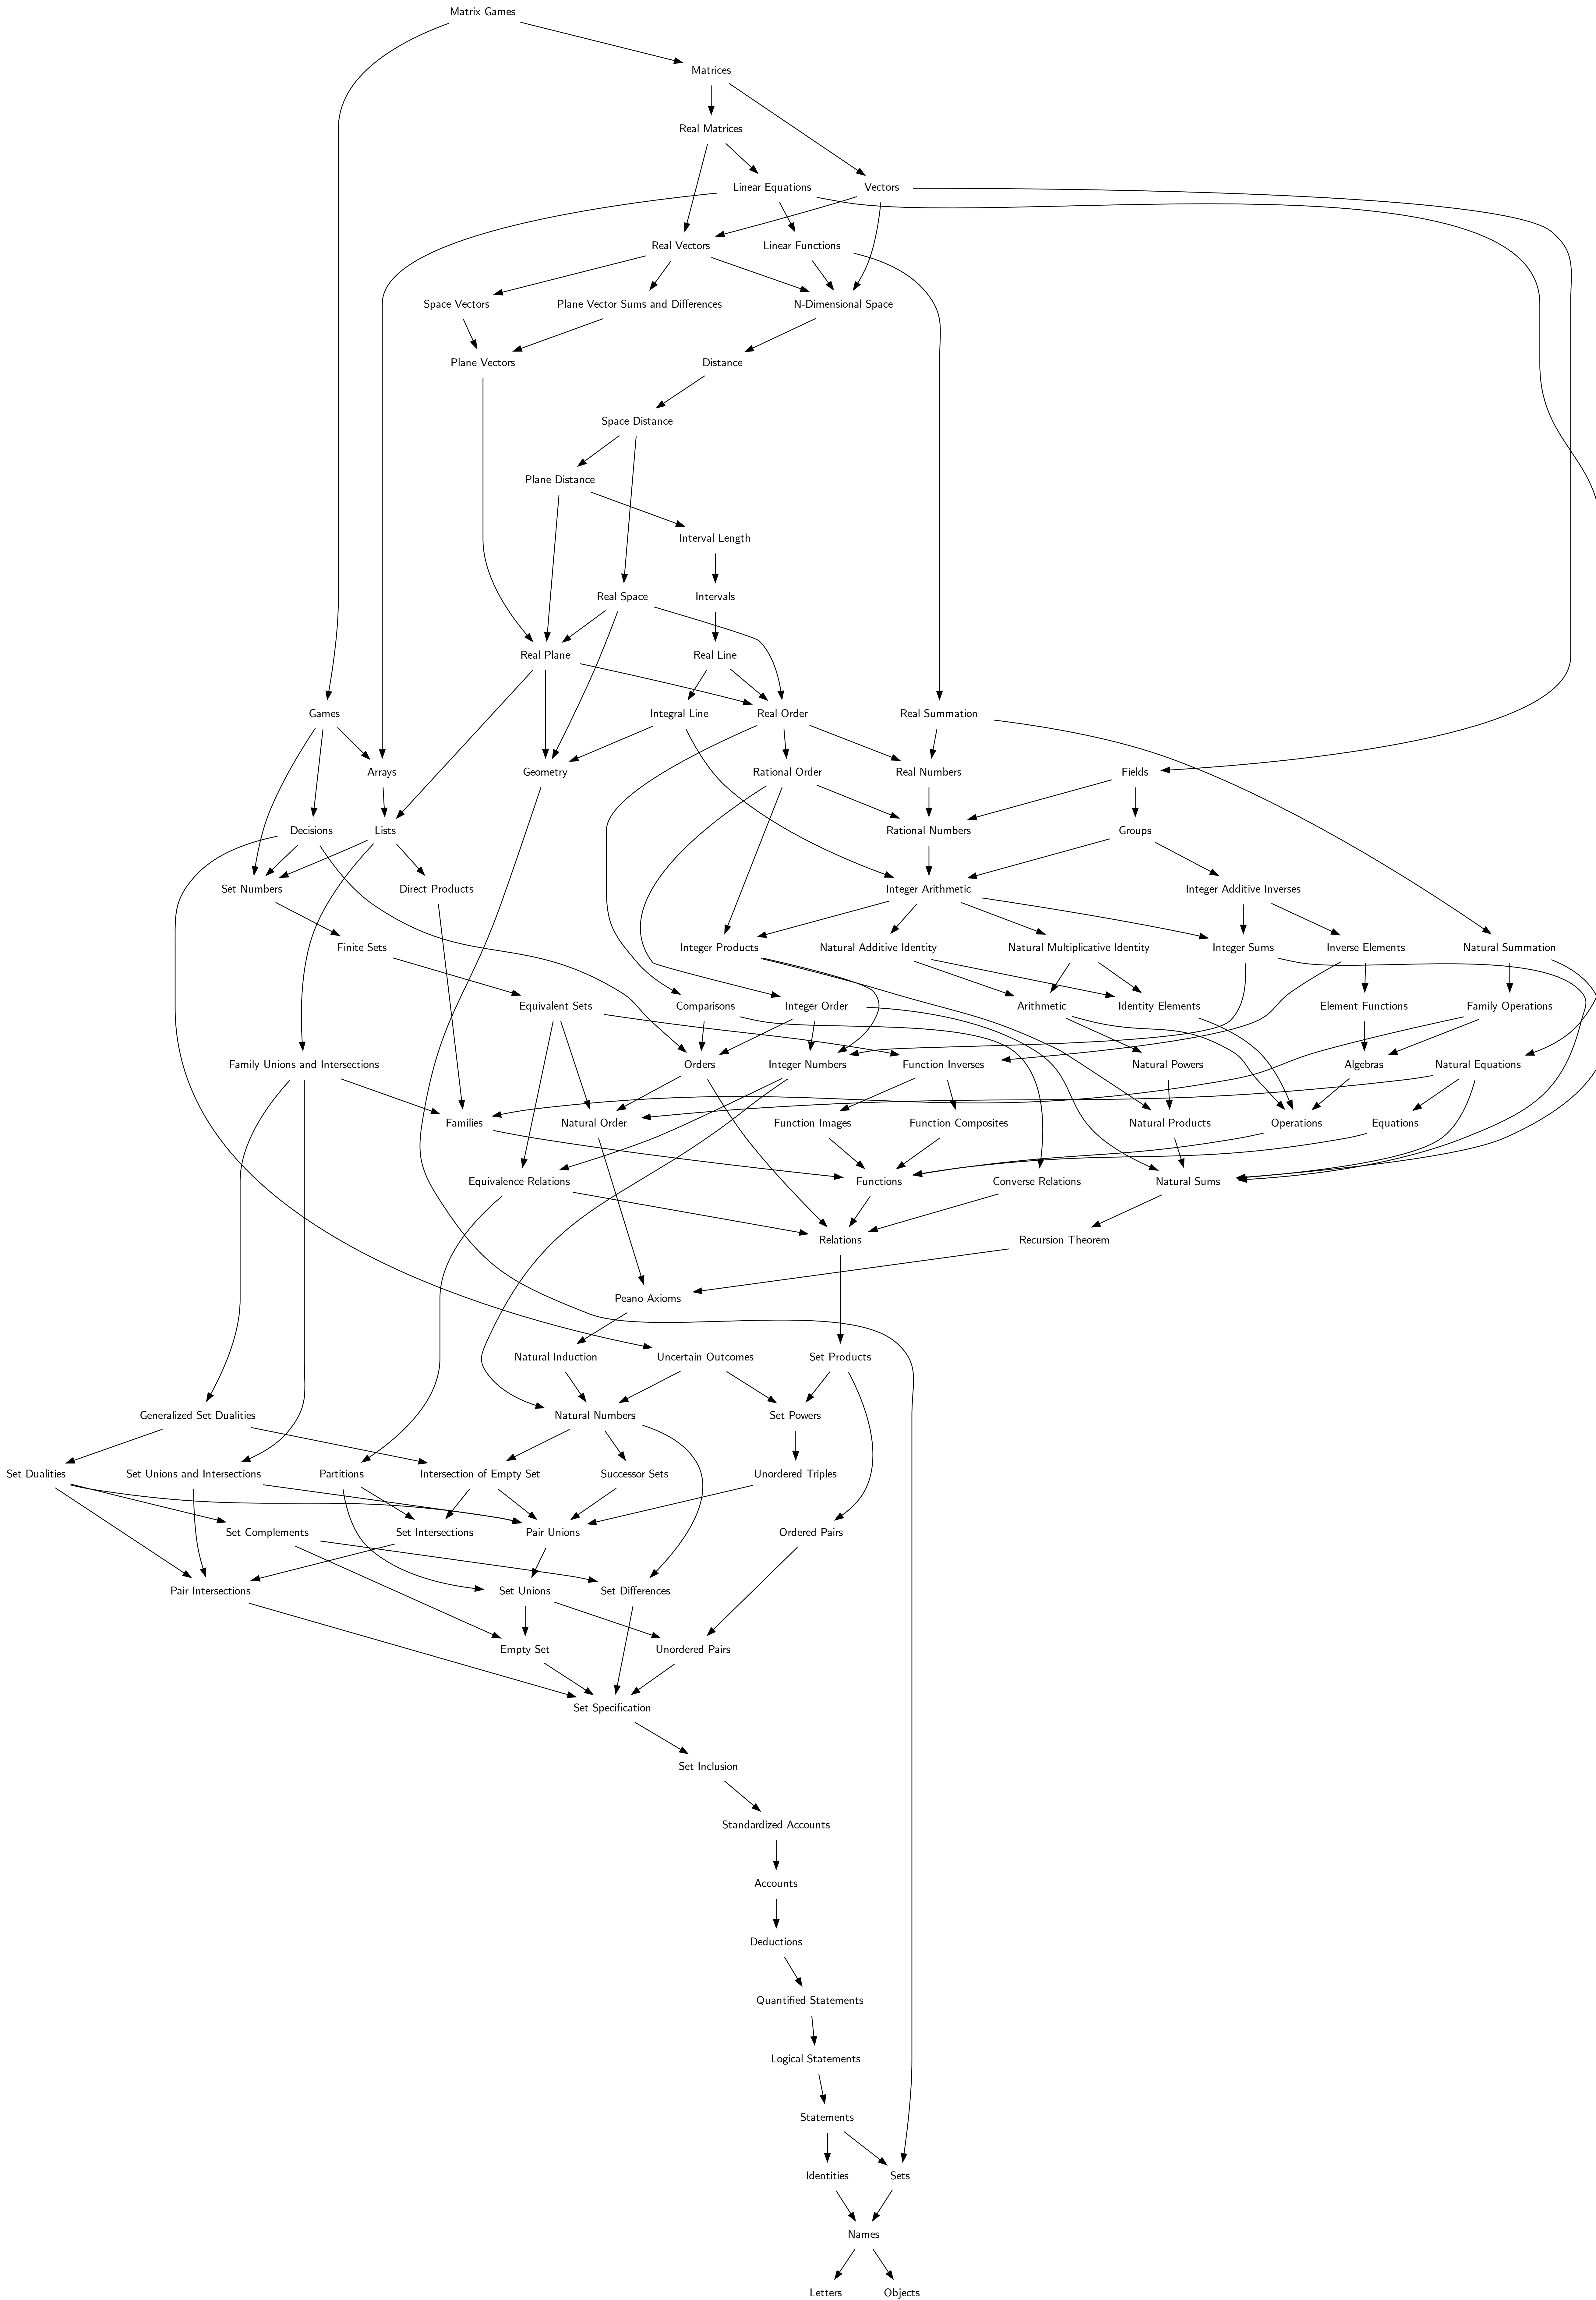 Matrix Games
Matrices
Real Matrices
Linear Equations
Vectors
Real Vectors
Linear Functions
Space Vectors
Plane Vector Sums and Differences
N-Dimensional Space
Plane Vectors
Distance
Space Distance
Plane Distance
Interval Length
Real Space
Intervals
Real Plane
Real Line
Games
Integral Line
Real Order
Real Summation
Arrays
Geometry
Rational Order
Real Numbers
Fields
Decisions
Lists
Rational Numbers
Groups
Set Numbers
Direct Products
Integer Arithmetic
Integer Additive Inverses
Finite Sets
Integer Products
Natural Additive Identity
Natural Multiplicative Identity
Integer Sums
Inverse Elements
Natural Summation
Equivalent Sets
Comparisons
Integer Order
Arithmetic
Identity Elements
Element Functions
Family Operations
Family Unions and Intersections
Orders
Integer Numbers
Function Inverses
Natural Powers
Algebras
Natural Equations
Families
Natural Order
Function Images
Function Composites
Natural Products
Operations
Equations
Equivalence Relations
Functions
Converse Relations
Natural Sums
Relations
Recursion Theorem
Peano Axioms
Natural Induction
Uncertain Outcomes
Set Products
Generalized Set Dualities
Natural Numbers
Set Powers
Set Dualities
Set Unions and Intersections
Partitions
Intersection of Empty Set
Successor Sets
Unordered Triples
Set Complements
Set Intersections
Pair Unions
Ordered Pairs
Pair Intersections
Set Unions
Set Differences
Empty Set
Unordered Pairs
Set Specification
Set Inclusion
Standardized Accounts
Accounts
Deductions
Quantified Statements
Logical Statements
Statements
Identities
Sets
Names
Letters
Objects